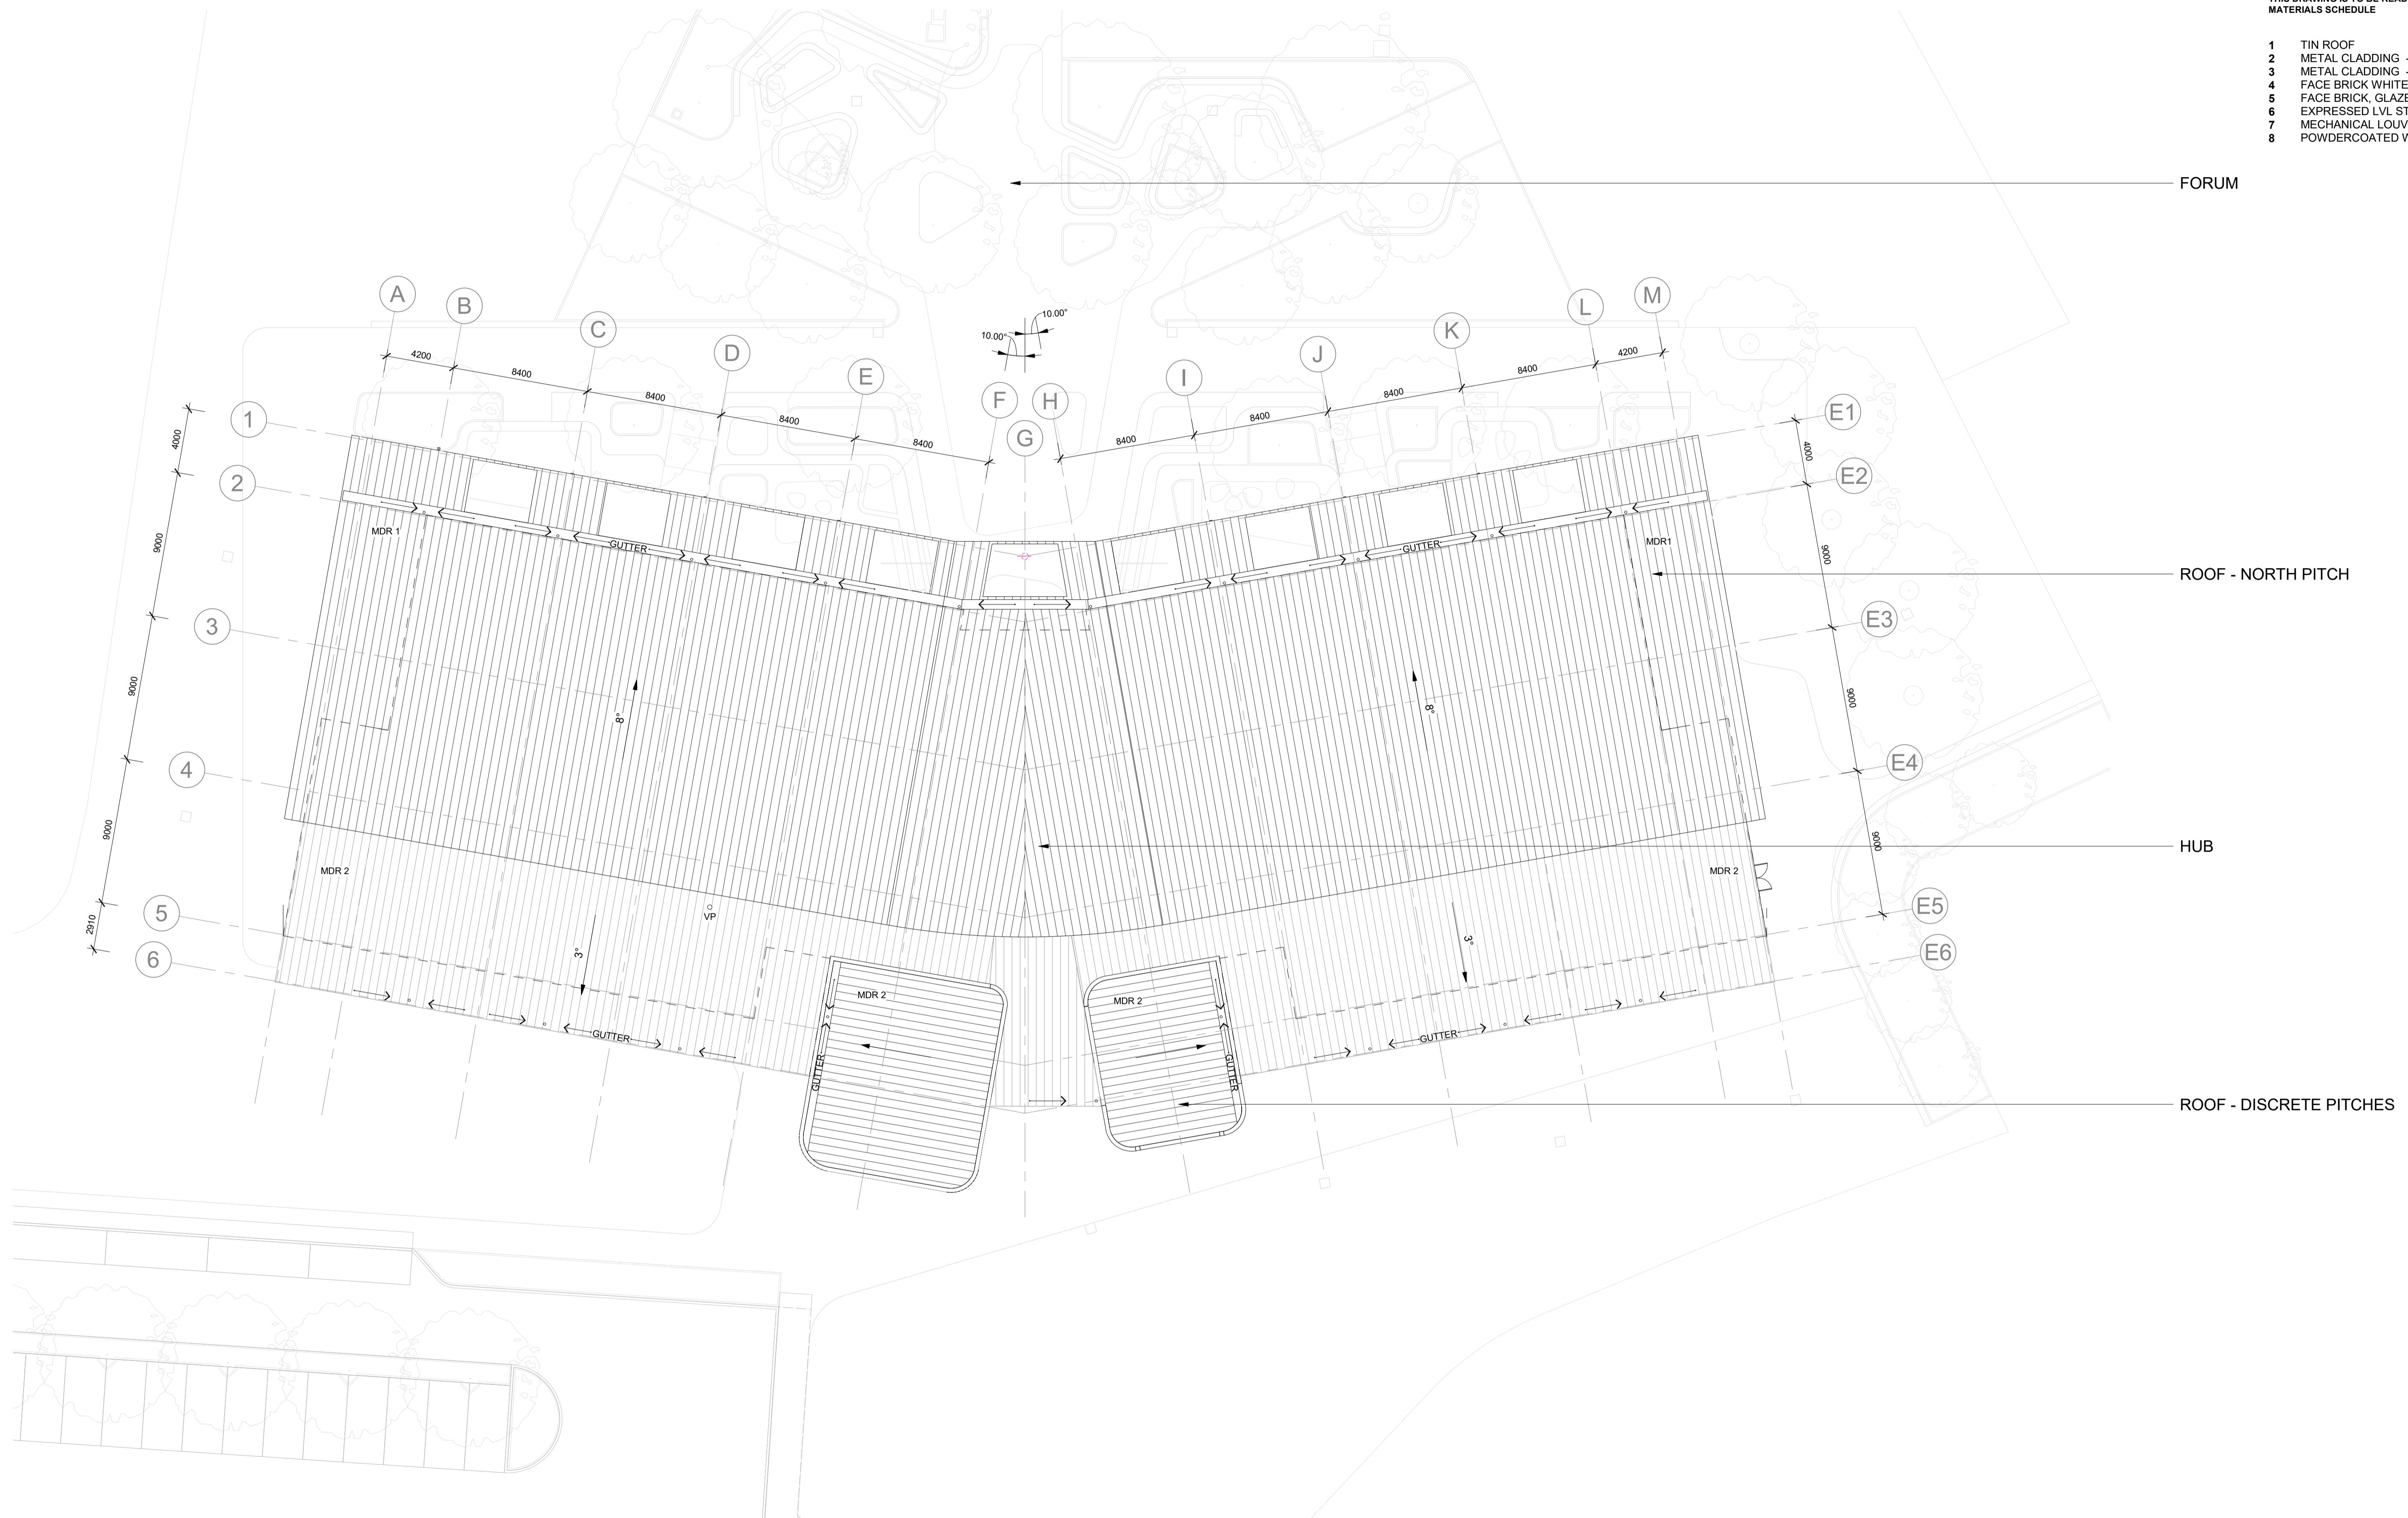 MATERIALS SCHEDULE
1 TIN ROOF
2 METAL CLADDING -
3 METAL CLADDING -
4 FACE BRICK WHITE
5 FACE BRICK, GLAZE
6 EXPRESSED LVL ST
7 MECHANICAL LOUV
8 POWDERCOATED W
FORUM
A
B
C
D
E
F
G
H
I
J
K
L
M
10.00°
10.00°
4200
8400
8400
8400
8400
8400
8400
8400
8400
4200
1
2
3
4
5
6
4000
9000
9000
9000
2910
E1
E2
E3
E4
E5
E6
4000
9000
9000
9000
MDR 1
GUTTER
GUTTER
MDR1
ROOF - NORTH PITCH
8°
8°
HUB
MDR 2
MDR 2
VP
3°
3°
MDR 2
MDR 2
GUTTER
GUTTER
GUTTER
GUTTER
ROOF - DISCRETE PITCHES